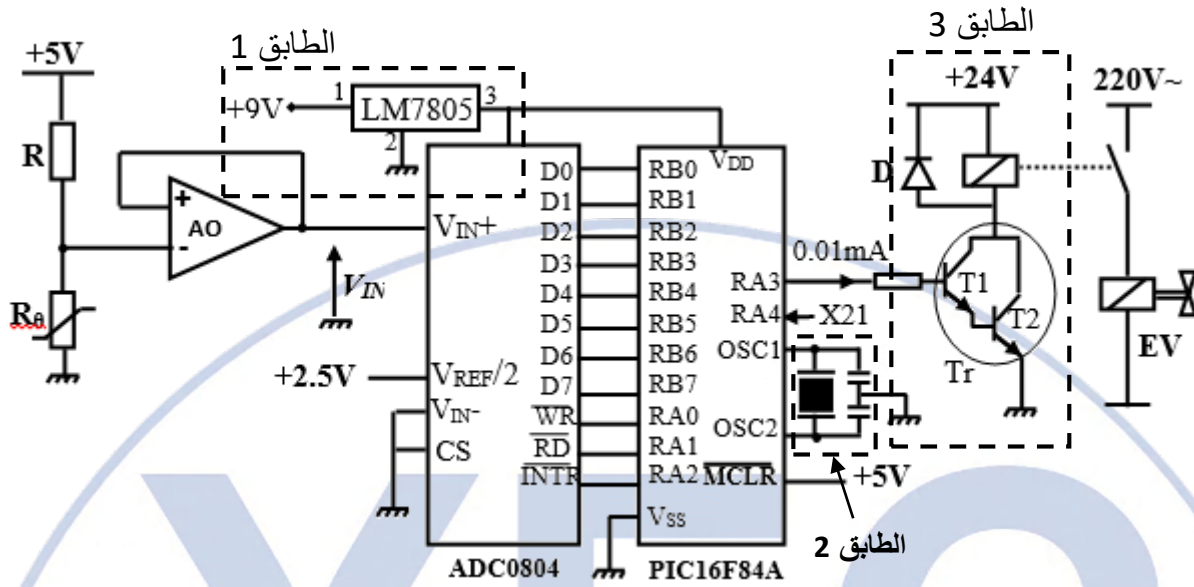 الطابق 1
+5V
R
Rθ
+9V
1
LM7805
3
2
+
-
AO
VIN
+2.5V
VIN+
VREF/2
VIN-
CS
D0
D1
D2
D3
D4
D5
D6
D7
WR
RD
INTR
ADC0804
VDD
RB0
RB1
RB2
RB3
RB4
RB5
RB6
RB7
RA0
RA1
RA2
VSS
RA3
RA4
OSC1
OSC2
MCLR
PIC16F84A
0.01mA
X21
+5V
الطابق 2
الطابق 3
+24V
D
T1
T2
Tr
220V~
EV